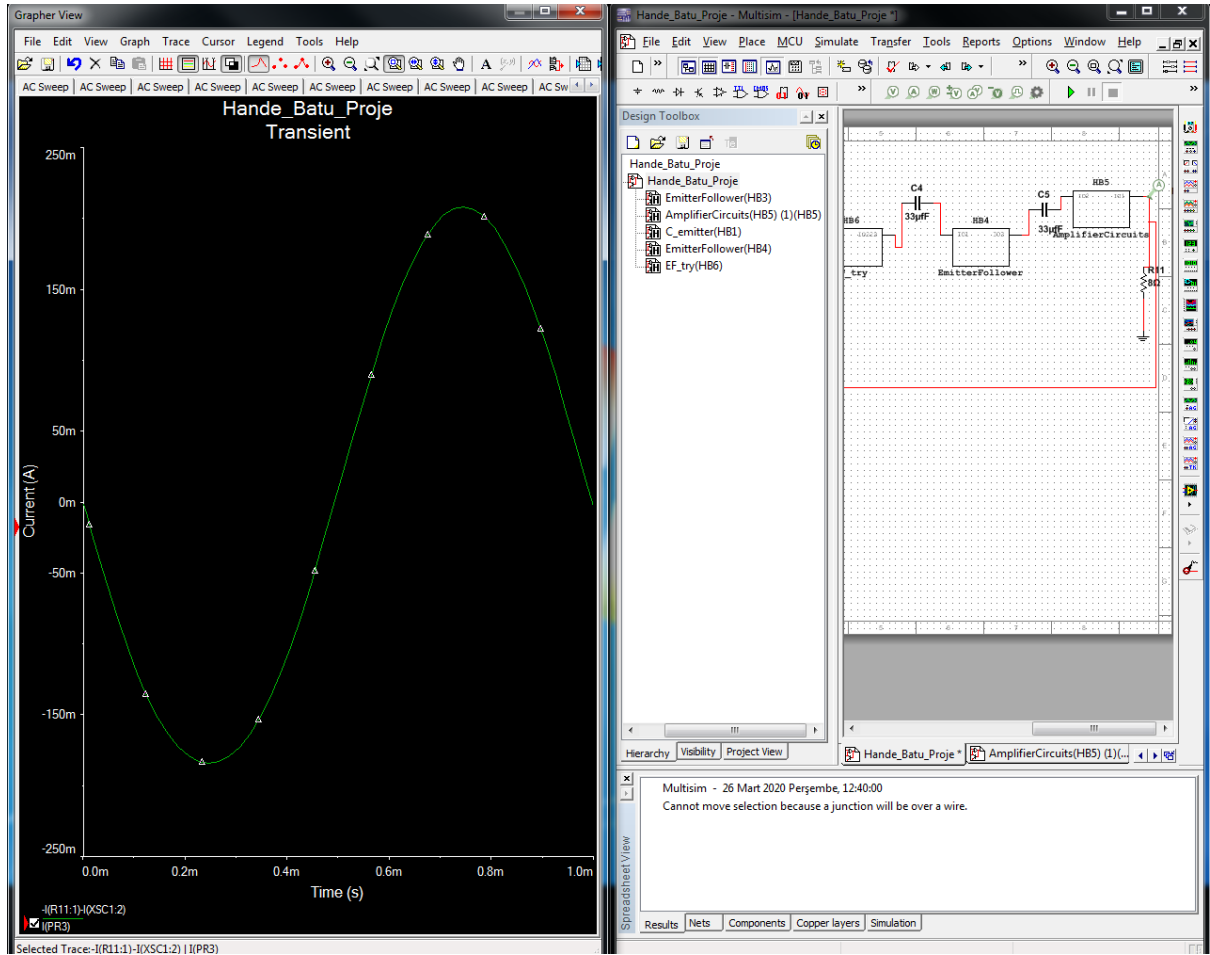 Grapher View
File Edit View Graph Trace Cursor Legend Tools Help
AC Sweep AC Sweep AC Sweep AC Sweep AC Sweep AC Sweep AC Sweep AC Sweep AC Sweep AC Sw
Hande_Batu_Proje
Transient
250m
150m
50m
0m
-50m
-150m
-250m
Current (A)
0.0m 0.2m 0.4m 0.6m 0.8m 1.0m
Time (s)
-I(R11:1)-I(XSC1:2)
I(PR3)
Selected Trace:-I(R11:1)-I(XSC1:2) | I(PR3)
Hande_Batu_Proje - Multisim - [Hande_Batu_Proje *]
File Edit View Place MCU Simulate Transfer Tools Reports Options Window Help
Design Toolbox
Hande_Batu_Proje
Hande_Batu_Proje
EmitterFollower(HB3)
AmplifierCircuits(HB5) (1)(HB5)
C_emitter(HB1)
EmitterFollower(HB4)
EF_try(HB6)
Hierarchy Visibility Project View
C4
33µfF
HB6
_try
HB4
EmitterFollower
C5
33µfF
HB5
IO2 IO1
AmplifierCircuits
R11
8Ω
Hande_Batu_Proje * AmplifierCircuits(HB5) (1)(...
Multisim - 26 Mart 2020 Perşembe, 12:40:00
Cannot move selection because a junction will be over a wire.
Spreadsheet View
Results Nets Components Copper layers Simulation